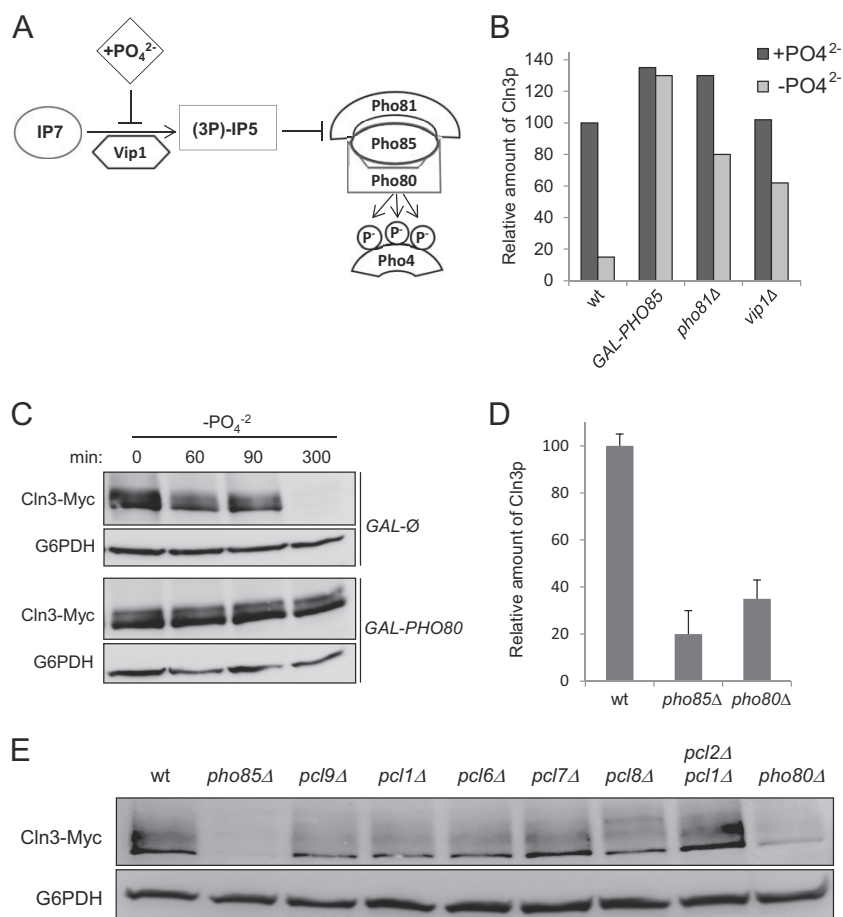 A
+PO₄²⁻
IP7
Vip1
(3P)-IP5
Pho81
Pho85
Pho80
P⁻ P⁻ P⁻
Pho4
B
Relative amount of Cln3p
140
120
100
80
60
40
20
0
+PO4²⁻
-PO4²⁻
wt
GAL-PHO85
pho81Δ
vip1Δ
C
-PO₄⁻²
min: 0 60 90 300
Cln3-Myc
G6PDH
GAL-Ø
Cln3-Myc
G6PDH
GAL-PHO80
D
Relative amount of Cln3p
100
80
60
40
20
0
wt pho85Δ pho80Δ
E
wt pho85Δ pcl9Δ pcl1Δ pcl6Δ pcl7Δ pcl8Δ pcl2Δ pcl1Δ pho80Δ
Cln3-Myc
G6PDH